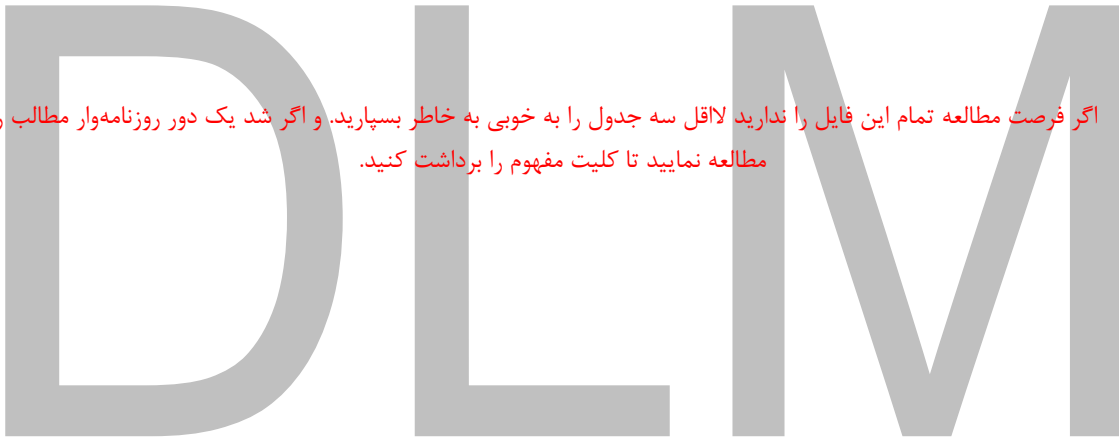 DLM
اگر فرصت مطالعه تمام این فایل را ندارید لااقل سه جدول را به خوبی به خاطر بسپارید. و اگر شد یک دور روزنامه‌وار مطالب ر
مطالعه نمایید تا کلیت مفهوم را برداشت کنید.